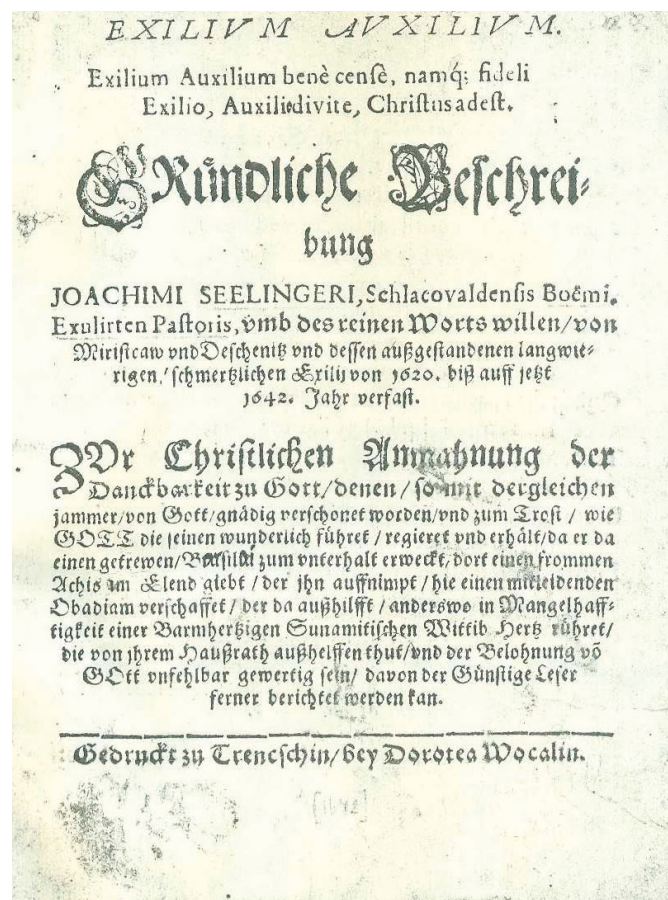 EXILIVM AVXILIVM.
Exilium Auxilium benè censè, namq́; fideli
Exilio, Auxilii divite, Christus adest.
GRündliche Beschrei-
bung
JOACHIMI SEELINGERI, Schlacovaldensis Boëmi,
Exulirten Pastoris, vmb des reinen Worts willen/von
Mirisicaw vnd Deschenitz vnd dessen außgestandenen langwie-
rigen/schmertzlichen Exilij von 1620. biß auff jetzt
1642. Jahr verfast.
ZVr Christlichen Anmahnung der
Danckbarkeit zu Gott/denen/so mit dergleichen
jammer/von Gott/gnädig verschonet worden/vnd zum Trost / wie
GOTT die seinen wunderlich führet / regieret vnd erhält/da er da
einen getrewen/ zum vnterhalt erweckt/dort einen frommen
Achis im Elend giebt / der jhn auffnimpt / hie einen mitleidenden
Obadiam verschaffet / der da außhilfft / anderswo in Mangelhaff-
tigkeit einer Barmhertzigen Sunamitischen Wittib Hertz rühret/
die von jhrem Haußrath außhelffen thut/vnd der Belohnung võ
GOtt vnfehlbar gewertig sein/ davon der Günstige Leser
ferner berichtet werden kan.
Gedruckt zu Trencschin/bey Dorotea Wocalin.